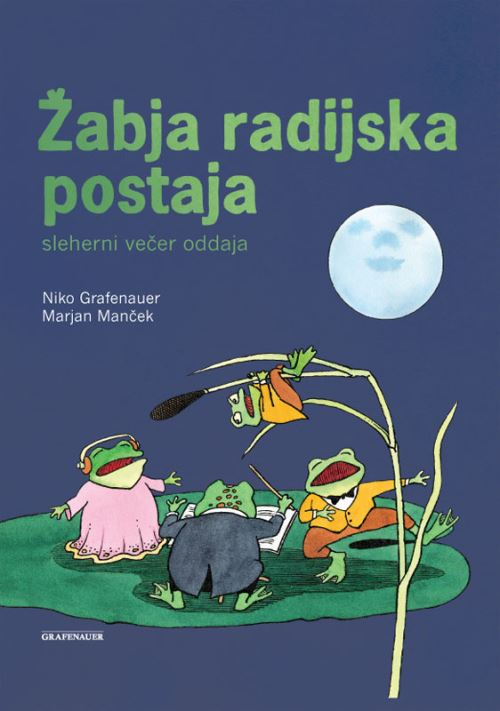 Žabja radijska
postaja
sleherni večer oddaja
Niko Grafenauer
Marjan Manček
GRAFENAUER